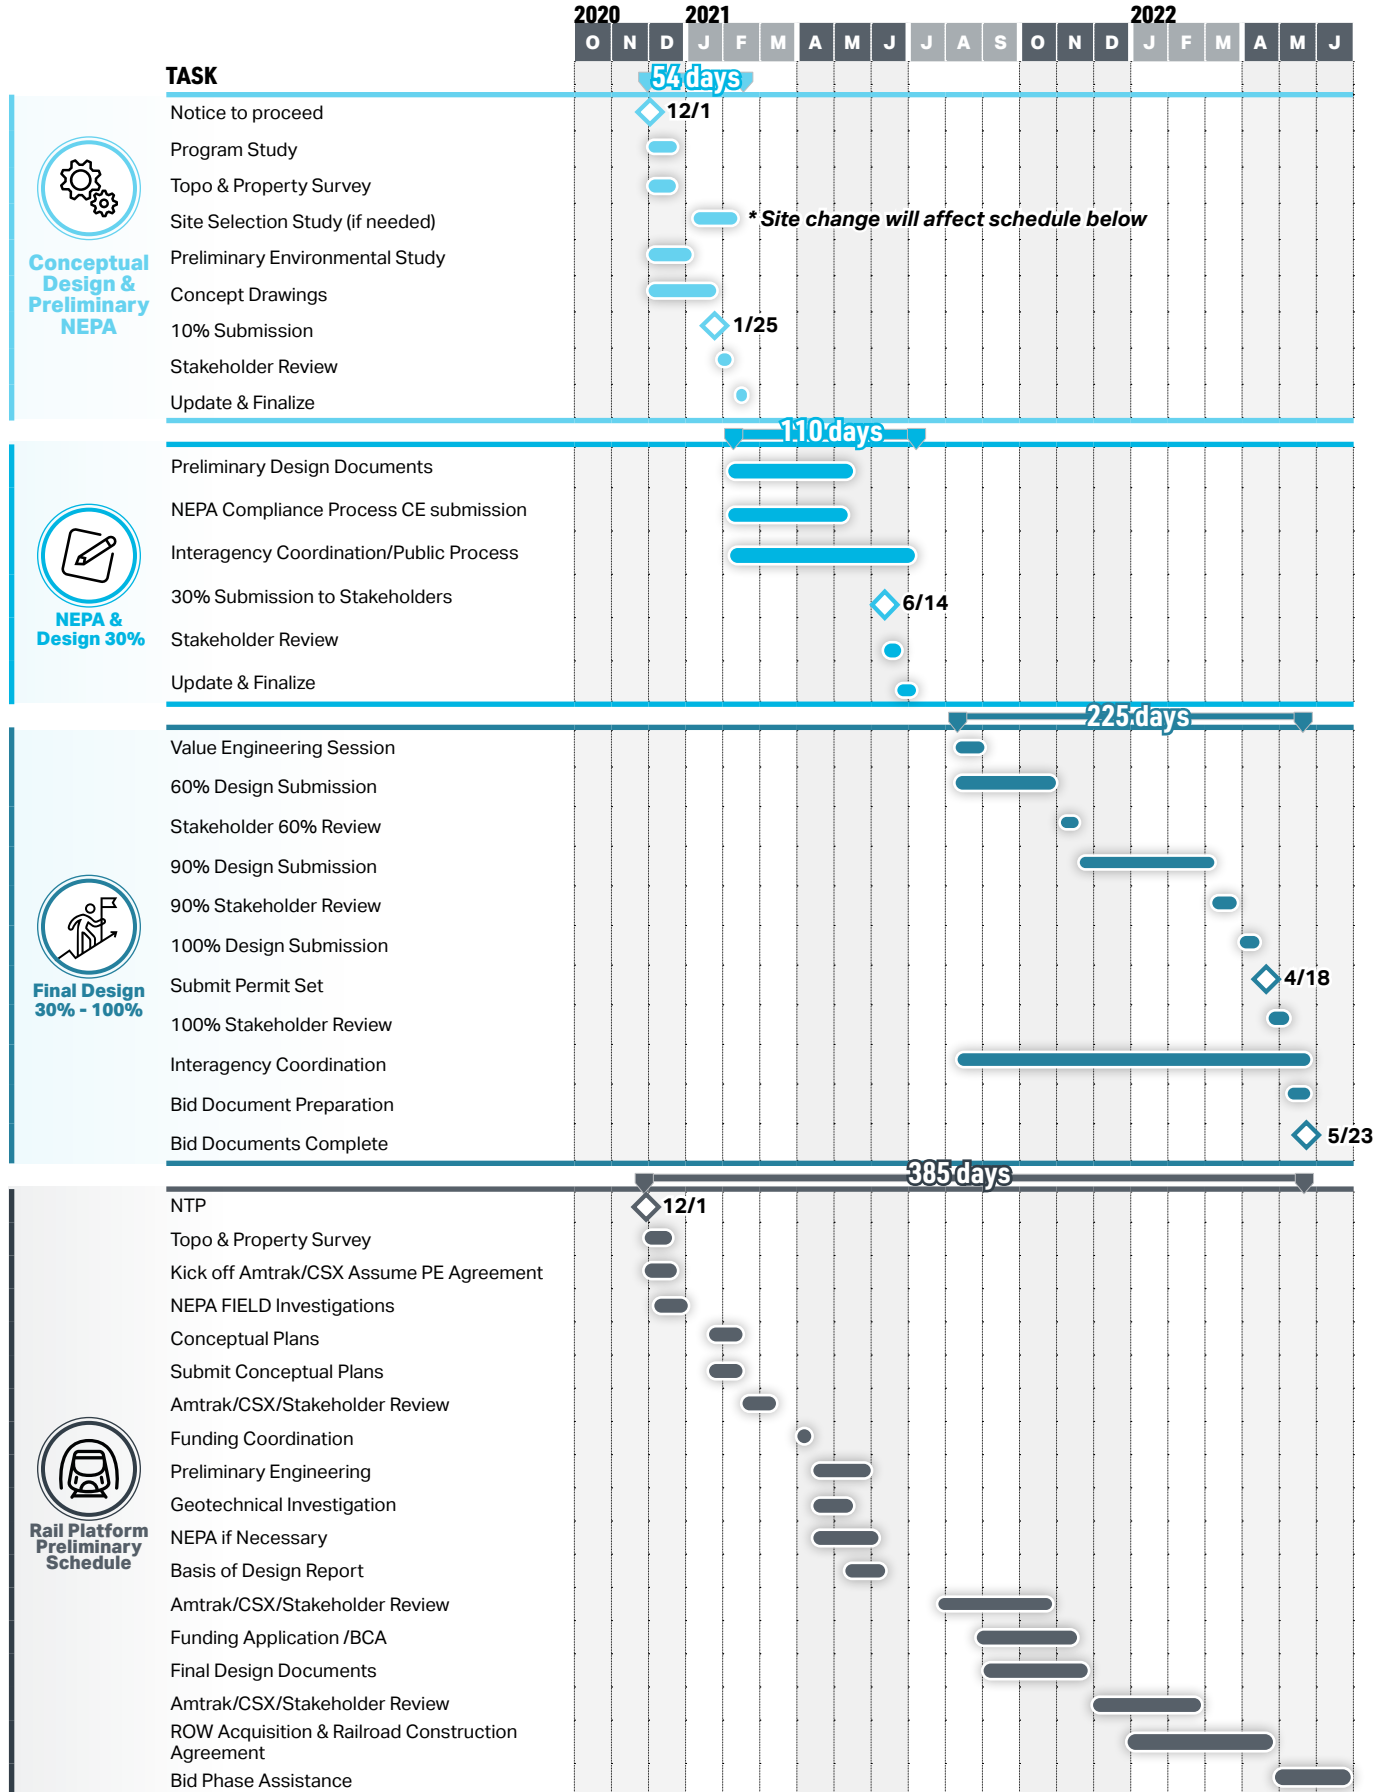 2020 2021 2022
O N D J F M A M J J A S O N D J F M A M J
TASK
54 days
Notice to proceed
12/1
Program Study
Topo & Property Survey
Site Selection Study (if needed)
* Site change will affect schedule below
Conceptual
Design &
Preliminary
NEPA
Preliminary Environmental Study
Concept Drawings
10% Submission
1/25
Stakeholder Review
Update & Finalize
110 days
Preliminary Design Documents
NEPA Compliance Process CE submission
Interagency Coordination/Public Process
30% Submission to Stakeholders
6/14
NEPA &
Design 30%
Stakeholder Review
Update & Finalize
225 days
Value Engineering Session
60% Design Submission
Stakeholder 60% Review
90% Design Submission
90% Stakeholder Review
100% Design Submission
Submit Permit Set
4/18
Final Design
30% - 100%
100% Stakeholder Review
Interagency Coordination
Bid Document Preparation
Bid Documents Complete
5/23
385 days
NTP
12/1
Topo & Property Survey
Kick off Amtrak/CSX Assume PE Agreement
NEPA FIELD Investigations
Conceptual Plans
Submit Conceptual Plans
Amtrak/CSX/Stakeholder Review
Funding Coordination
Preliminary Engineering
Geotechnical Investigation
Rail Platform
Preliminary
Schedule
NEPA if Necessary
Basis of Design Report
Amtrak/CSX/Stakeholder Review
Funding Application /BCA
Final Design Documents
Amtrak/CSX/Stakeholder Review
ROW Acquisition & Railroad Construction
Agreement
Bid Phase Assistance